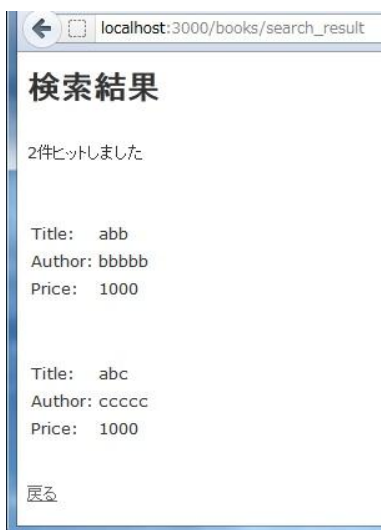 localhost:3000/books/search_result
検索結果
2件ヒットしました
Title: abb
Author: bbbbb
Price: 1000
Title: abc
Author: ccccc
Price: 1000
戻る